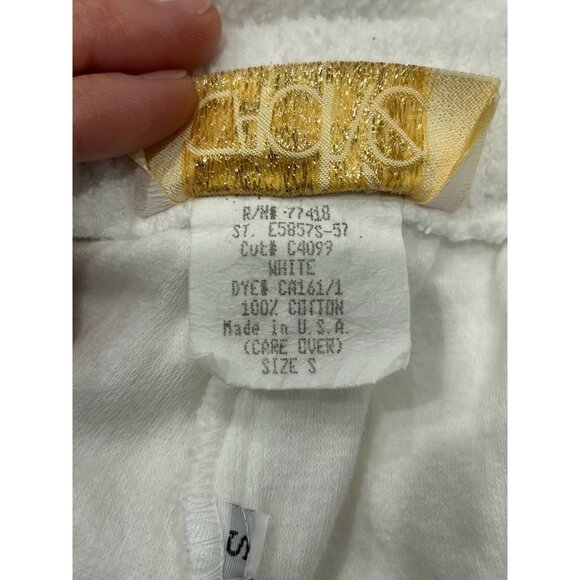 R/N# 77418
ST. E5857S-57
Cut# C4099
WHITE
DYE# CA161/1
100% COTTON
Made in U.S.A.
(CARE OVER)
SIZE S
S